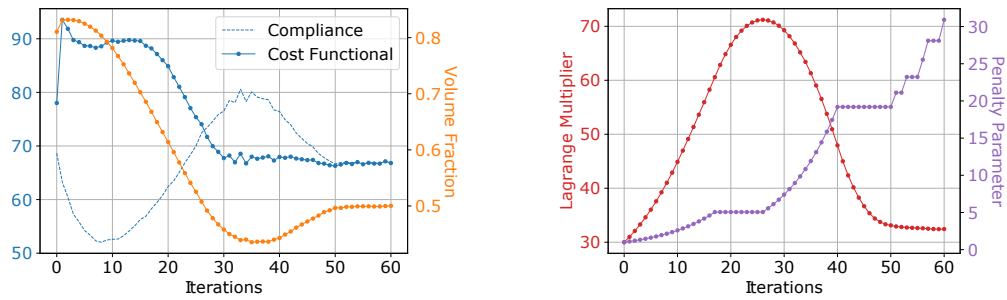 90
80
70
60
50
Compliance
Cost Functional
0.8
0.7
0.6
0.5
Volume Fraction
0 10 20 30 40 50 60
Iterations
Lagrange Multiplier
70
60
50
40
30
30
25
20
15
10
5
0
Penalty Parameter
0 10 20 30 40 50 60
Iterations